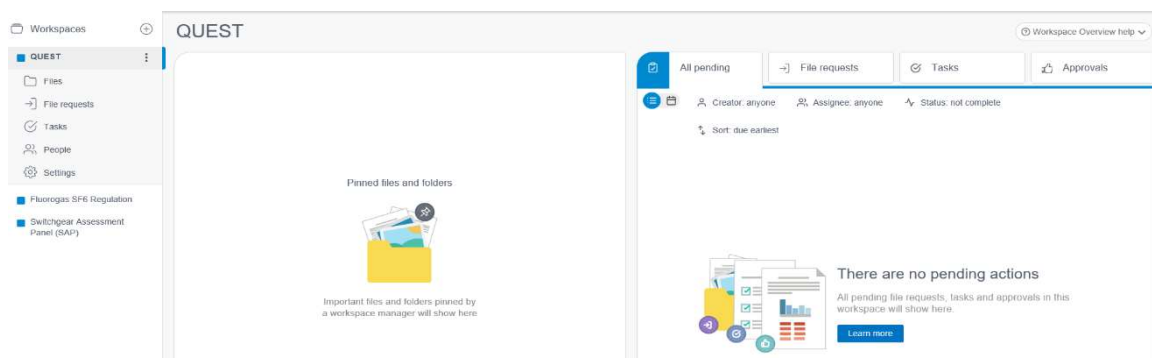 Workspaces
QUEST
Files
File requests
Tasks
People
Settings
Fluorogas SF6 Regulation
Switchgear Assessment
Panel (SAP)
QUEST
Workspace Overview help
Pinned files and folders
Important files and folders pinned by
a workspace manager will show here
All pending
File requests
Tasks
Approvals
Creator: anyone
Assignee: anyone
Status: not complete
Sort: due earliest
There are no pending actions
All pending file requests, tasks and approvals in this
workspace will show here.
Learn more